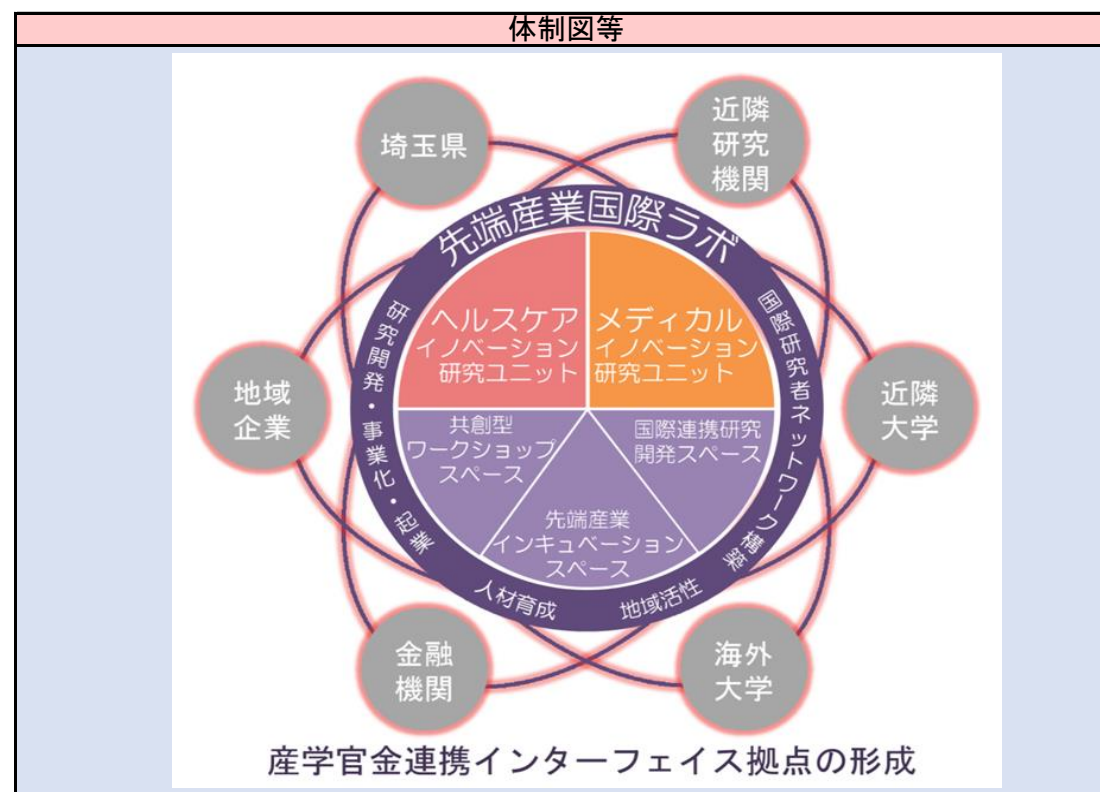 体制図等
埼玉県
近隣
研究
機関
先端産業国際ラボ
研究開発・事業化・起業
国際研究者ネットワーク構築
ヘルスケア
イノベーション
研究ユニット
メディカル
イノベーション
研究ユニット
地域
企業
近隣
大学
共創型
ワークショップ
スペース
国際連携研究
開発スペース
先端産業
インキュベーション
スペース
人材育成
地域活性
金融
機関
海外
大学
産学官金連携インターフェイス拠点の形成